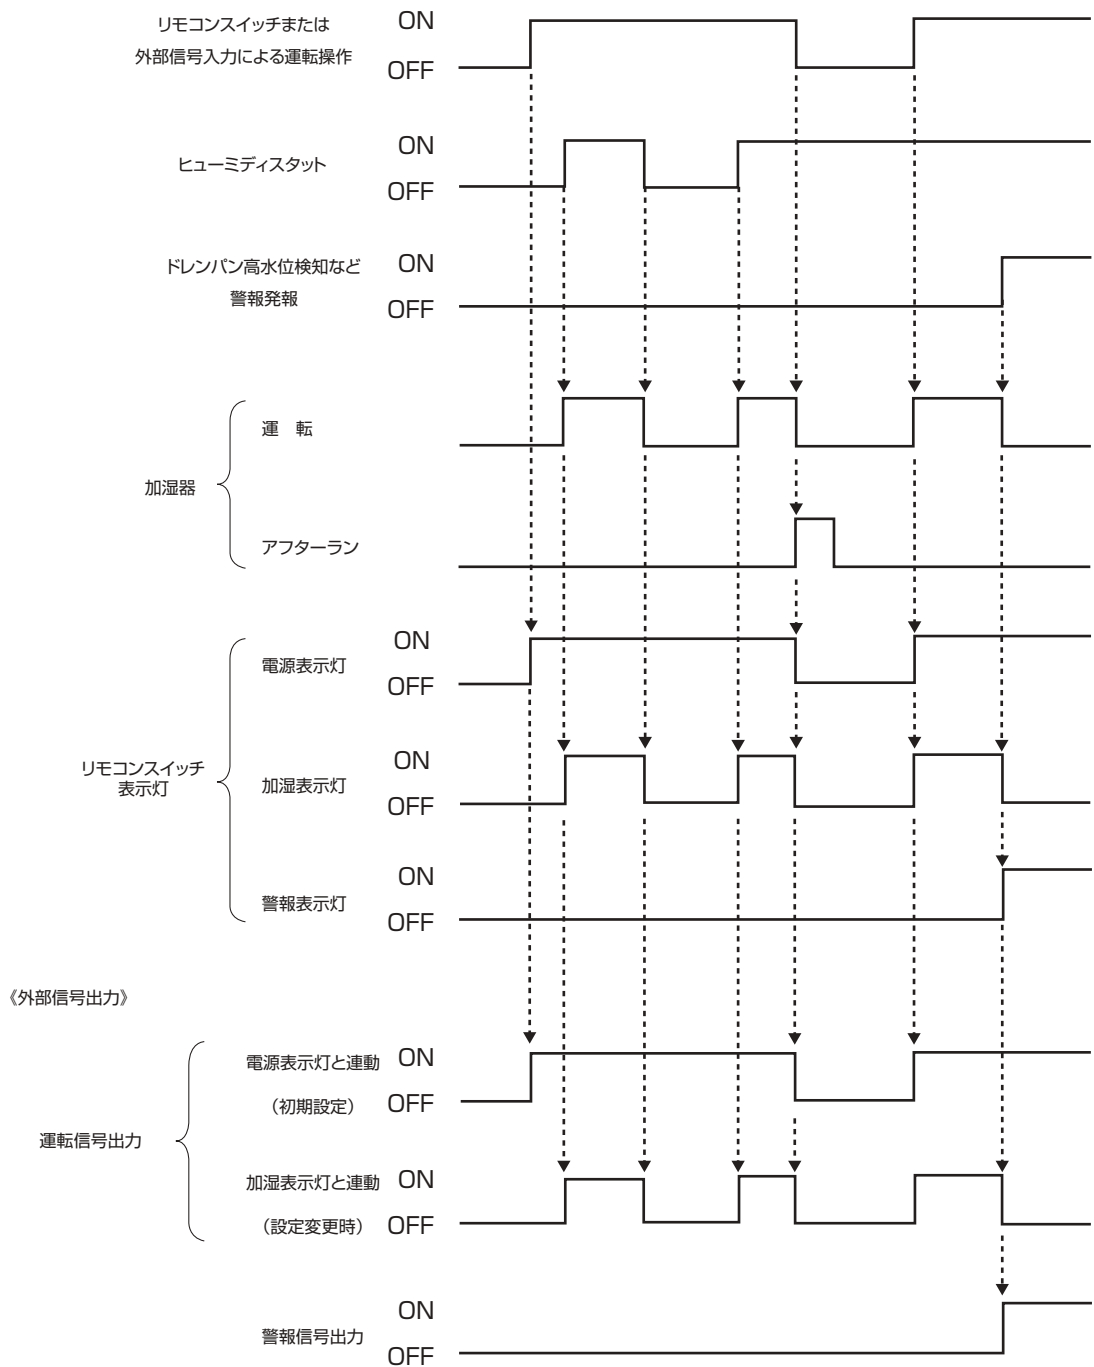 リモコンスイッチまたは
外部信号入力による運転操作
ON
OFF
ヒューミディスタット
ON
OFF
ドレンパン高水位検知など
警報発報
ON
OFF
加湿器
運　転
アフターラン
リモコンスイッチ
表示灯
電源表示灯
ON
OFF
加湿表示灯
ON
OFF
警報表示灯
ON
OFF
《外部信号出力》
運転信号出力
電源表示灯と連動
（初期設定）
ON
OFF
加湿表示灯と連動
（設定変更時）
ON
OFF
警報信号出力
ON
OFF